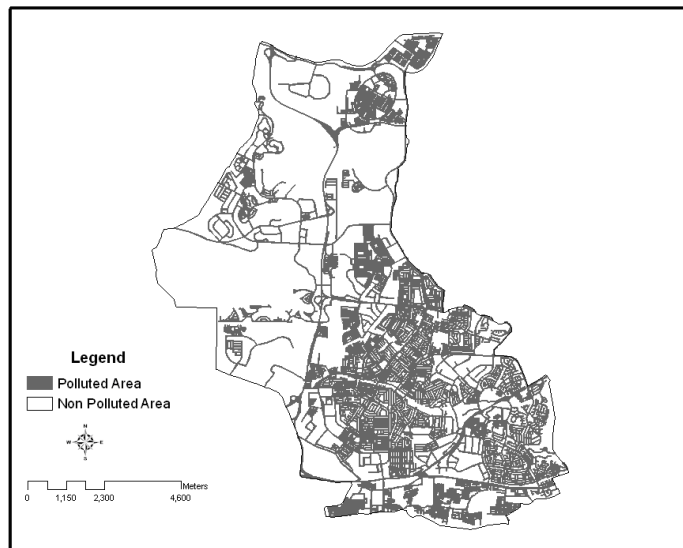 Legend
Polluted Area
Non Polluted Area
N
W E
S
Meters
0 1,150 2,300 4,600